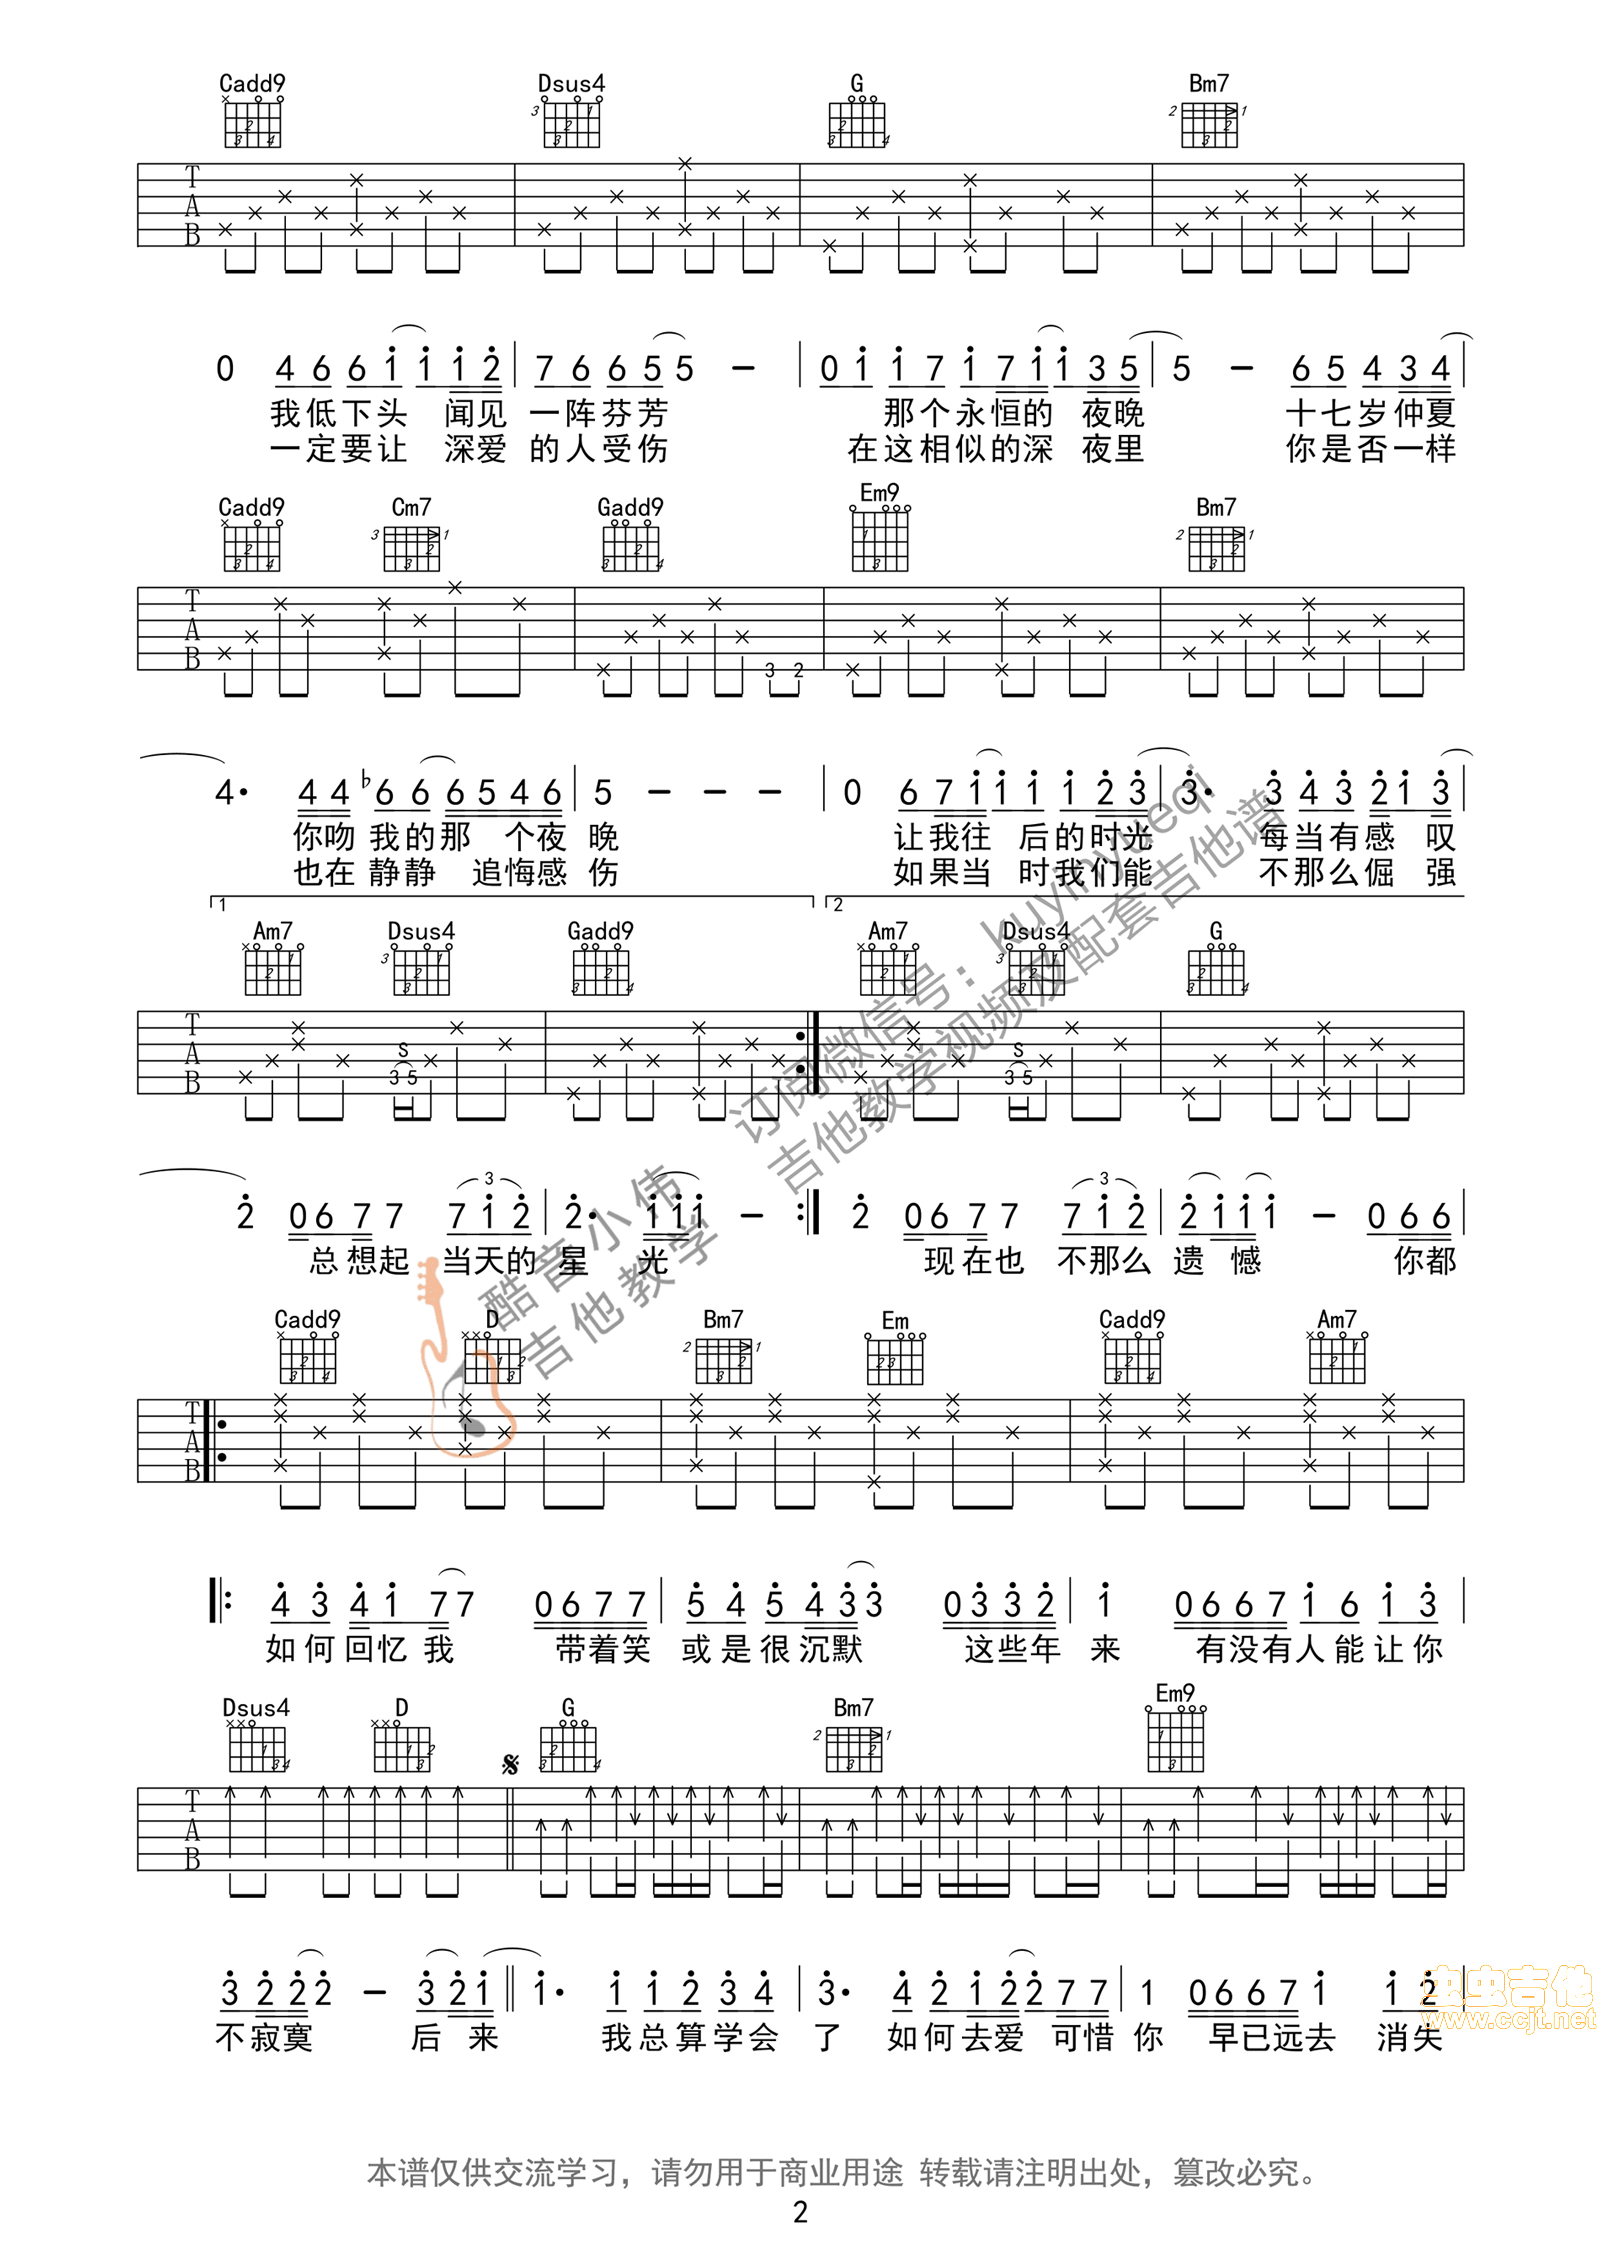 Cadd9 Dsus4 G Bm7
0 4 6 6 1 1 1 2 | 7 6 6 5 5 — | 0 1 1 7 1 7 1 1 3 5 | 5 — 6 5 4 3 4 |
我低下头 闻见 一阵芬芳 那个永恒的 夜晚 十七岁仲夏
一定要让 深爱 的人受伤 在这相似的深 夜里 你是否一样
Cadd9 Cm7 Gadd9 Em9 Bm7
3 2
4· 4 4 ♭6 6 6 5 4 6 | 5 — — — | 0 6 7 1 1 1 1 2 3 | 3· 3 4 3 2 1 3 |
你吻 我的那 个夜 晚 让我往 后的时光 每当有感 叹
也在 静静 追悔感 伤 如果当 时我们能 不那么倔 强
1 2
Am7 Dsus4 Gadd9 Am7 Dsus4 G
S 3 5 S 3 5
2 0 6 7 7 7 1 2 | 2· 1 1 1 — :| 2 0 6 7 7 7 1 2 | 2 1 1 1 — 0 6 6 |
总想起 当天的 星 光 现在也 不那么 遗 憾 你都
Cadd9 D Bm7 Em Cadd9 Am7
|: 4 3 4 1 7 7 0 6 7 7 | 5 4 5 4 3 3 0 3 3 2 | 1 0 6 6 7 1 6 1 3 |
如何回忆 我 带着笑 或是很沉默 这些年 来 有没有人能让你
Dsus4 D G Bm7 Em9
3 2 2 2 — 3 2 1 || 1· 1 1 2 3 4 | 3· 4 2 1 2 2 7 7 | 1 0 6 6 7 1 1 2 |
不寂寞 后 来 我总算学会 了 如何去爱 可惜 你 早已远去 消失
订阅微信号：kuyinyueqi
吉他教学视频及配套吉他谱
酷音小伟
吉他教学
虫虫吉他
www.ccjt.net
本谱仅供交流学习，请勿用于商业用途 转载请注明出处，篡改必究。
2